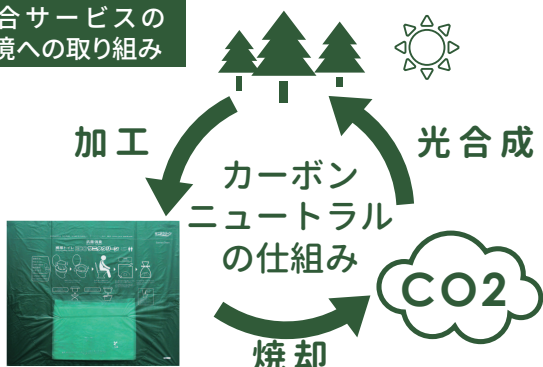 合サービスの
境への取り組み
加工
光合成
カーボン
ニュートラル
の仕組み
CO2
焼却